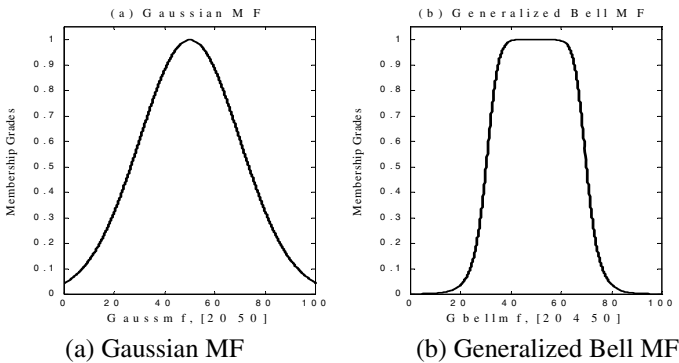 (a) Gaussian MF
1
0.9
0.8
0.7
0.6
0.5
0.4
0.3
0.2
0.1
0
Membership Grades
0 20 40 60 80 100
Gaussmf, [20 50]
(a) Gaussian MF
(b) Generalized Bell MF
1
0.9
0.8
0.7
0.6
0.5
0.4
0.3
0.2
0.1
0
Membership Grades
0 20 40 60 80 100
Gbellmf, [20 4 50]
(b) Generalized Bell MF